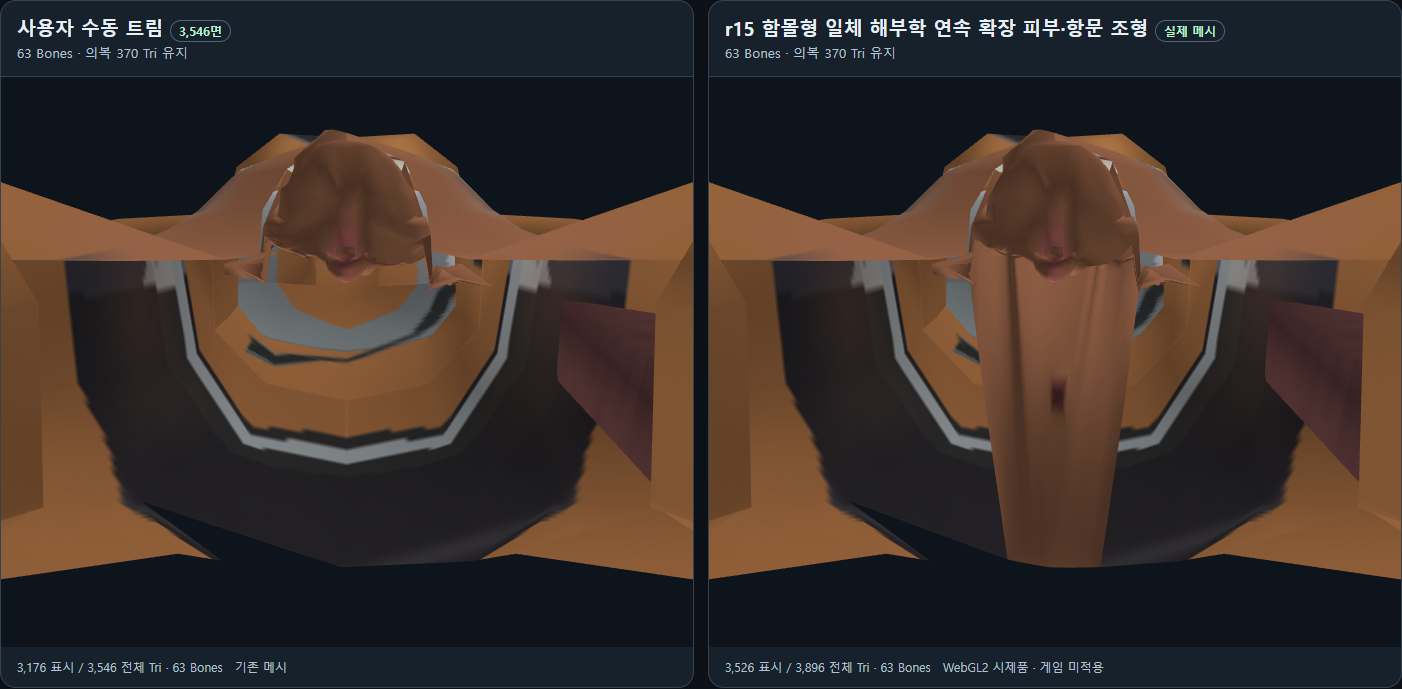 사용자 수동 트림 3,546면
63 Bones · 의복 370 Tri 유지
3,176 표시 / 3,546 전체 Tri · 63 Bones 기존 메시
r15 함몰형 일체 해부학 연속 확장 피부·항문 조형 실제 메시
63 Bones · 의복 370 Tri 유지
3,526 표시 / 3,896 전체 Tri · 63 Bones WebGL2 시제품 · 게임 미적용